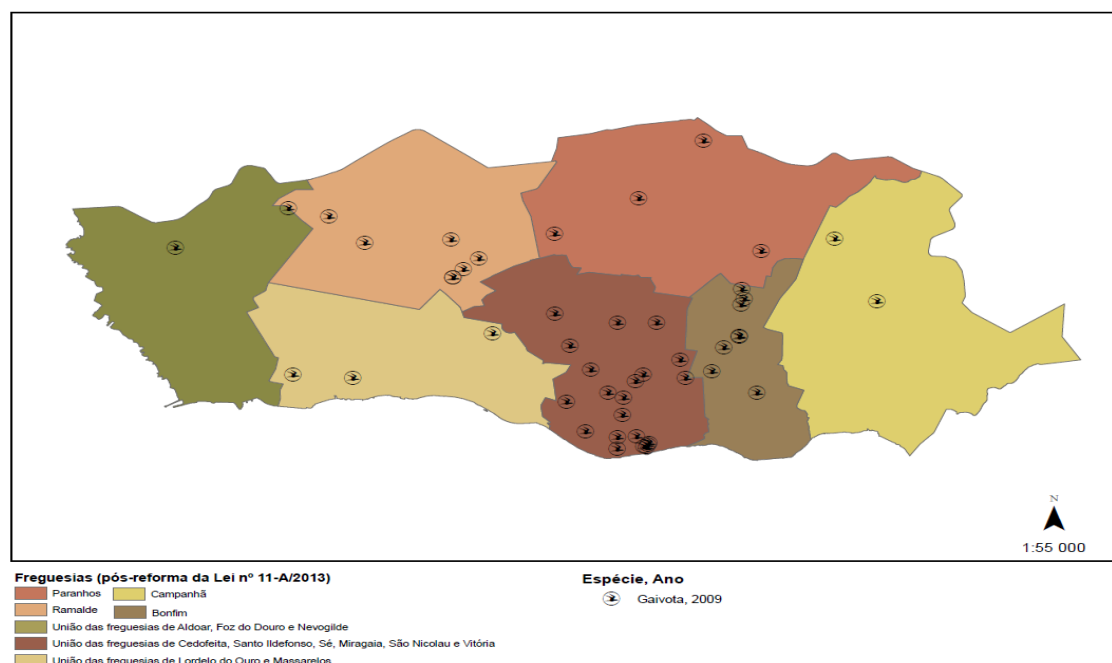 N
1:55 000
Freguesias (pós-reforma da Lei nº 11-A/2013)
Paranhos
Campanhã
Ramalde
Bonfim
União das freguesias de Aldoar, Foz do Douro e Nevogilde
União das freguesias de Cedofeita, Santo Ildefonso, Sé, Miragaia, São Nicolau e Vitória
União das freguesias de Lordelo do Ouro e Massarelos
Espécie, Ano
Gaivota, 2009